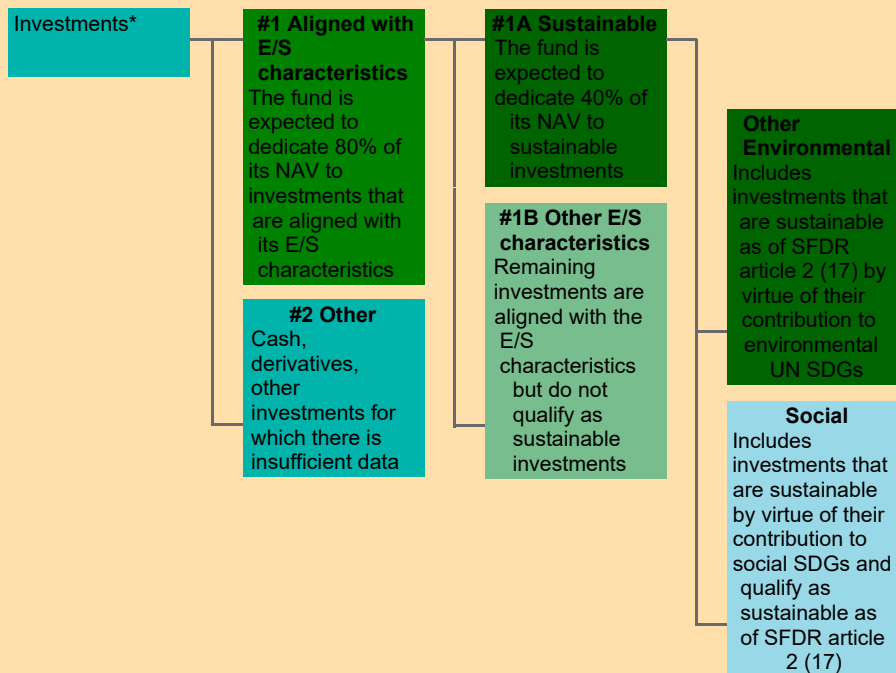 Investments*
#1 Aligned with
E/S
characteristics
The fund is
expected to
dedicate 80% of
its NAV to
investments that
are aligned with
its E/S
characteristics
#2 Other
Cash,
derivatives,
other
investments for
which there is
insufficient data
#1A Sustainable
The fund is
expected to
dedicate 40% of
its NAV to
sustainable
investments
#1B Other E/S
characteristics
Remaining
investments are
aligned with the
E/S
characteristics
but do not
qualify as
sustainable
investments
Other
Environmental
Includes
investments that
are sustainable
as of SFDR
article 2 (17) by
virtue of their
contribution to
environmental
UN SDGs
Social
Includes
investments that
are sustainable
by virtue of their
contribution to
social SDGs and
qualify as
sustainable as
of SFDR article
2 (17)